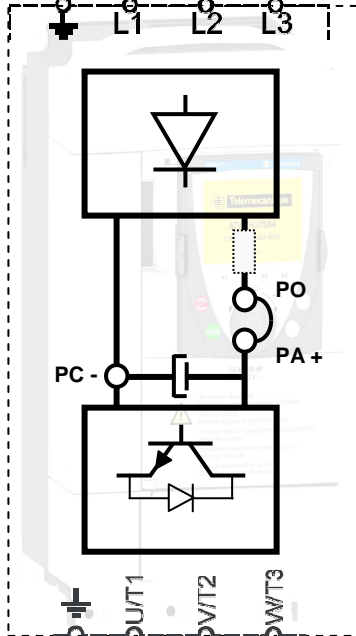 L1 L2 L3
Telemecanique
PO
PA +
PC -
U/T1 V/T2 W/T3